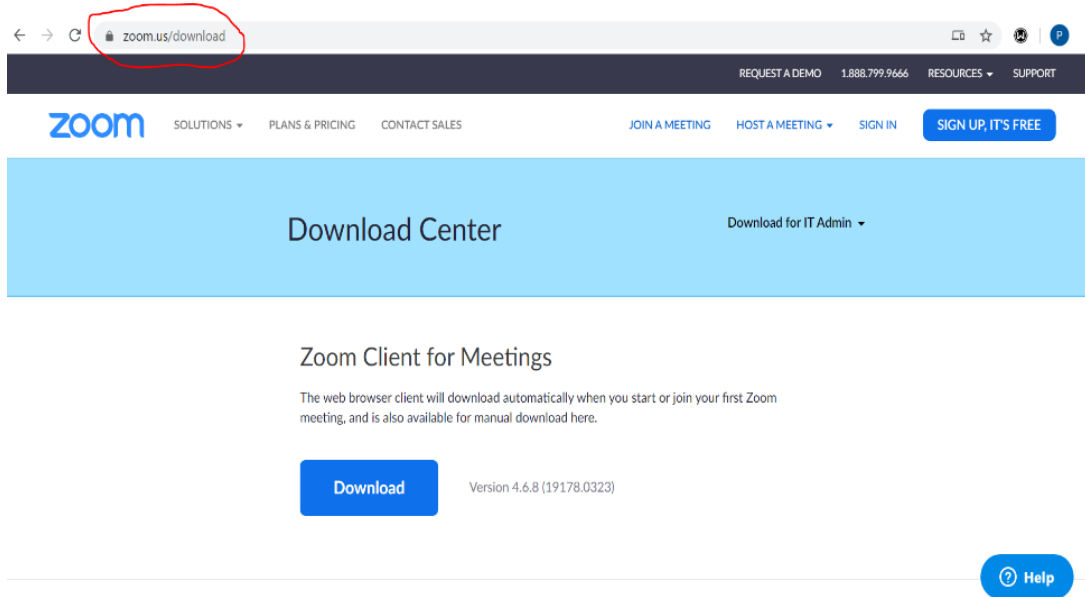 zoom.us/download
P
REQUEST A DEMO 1.888.799.9666 RESOURCES SUPPORT
zoom SOLUTIONS PLANS & PRICING CONTACT SALES JOIN A MEETING HOST A MEETING SIGN IN SIGN UP, IT'S FREE
Download Center Download for IT Admin
Zoom Client for Meetings
The web browser client will download automatically when you start or join your first Zoom
meeting, and is also available for manual download here.
Download Version 4.6.8 (19178.0323)
? Help